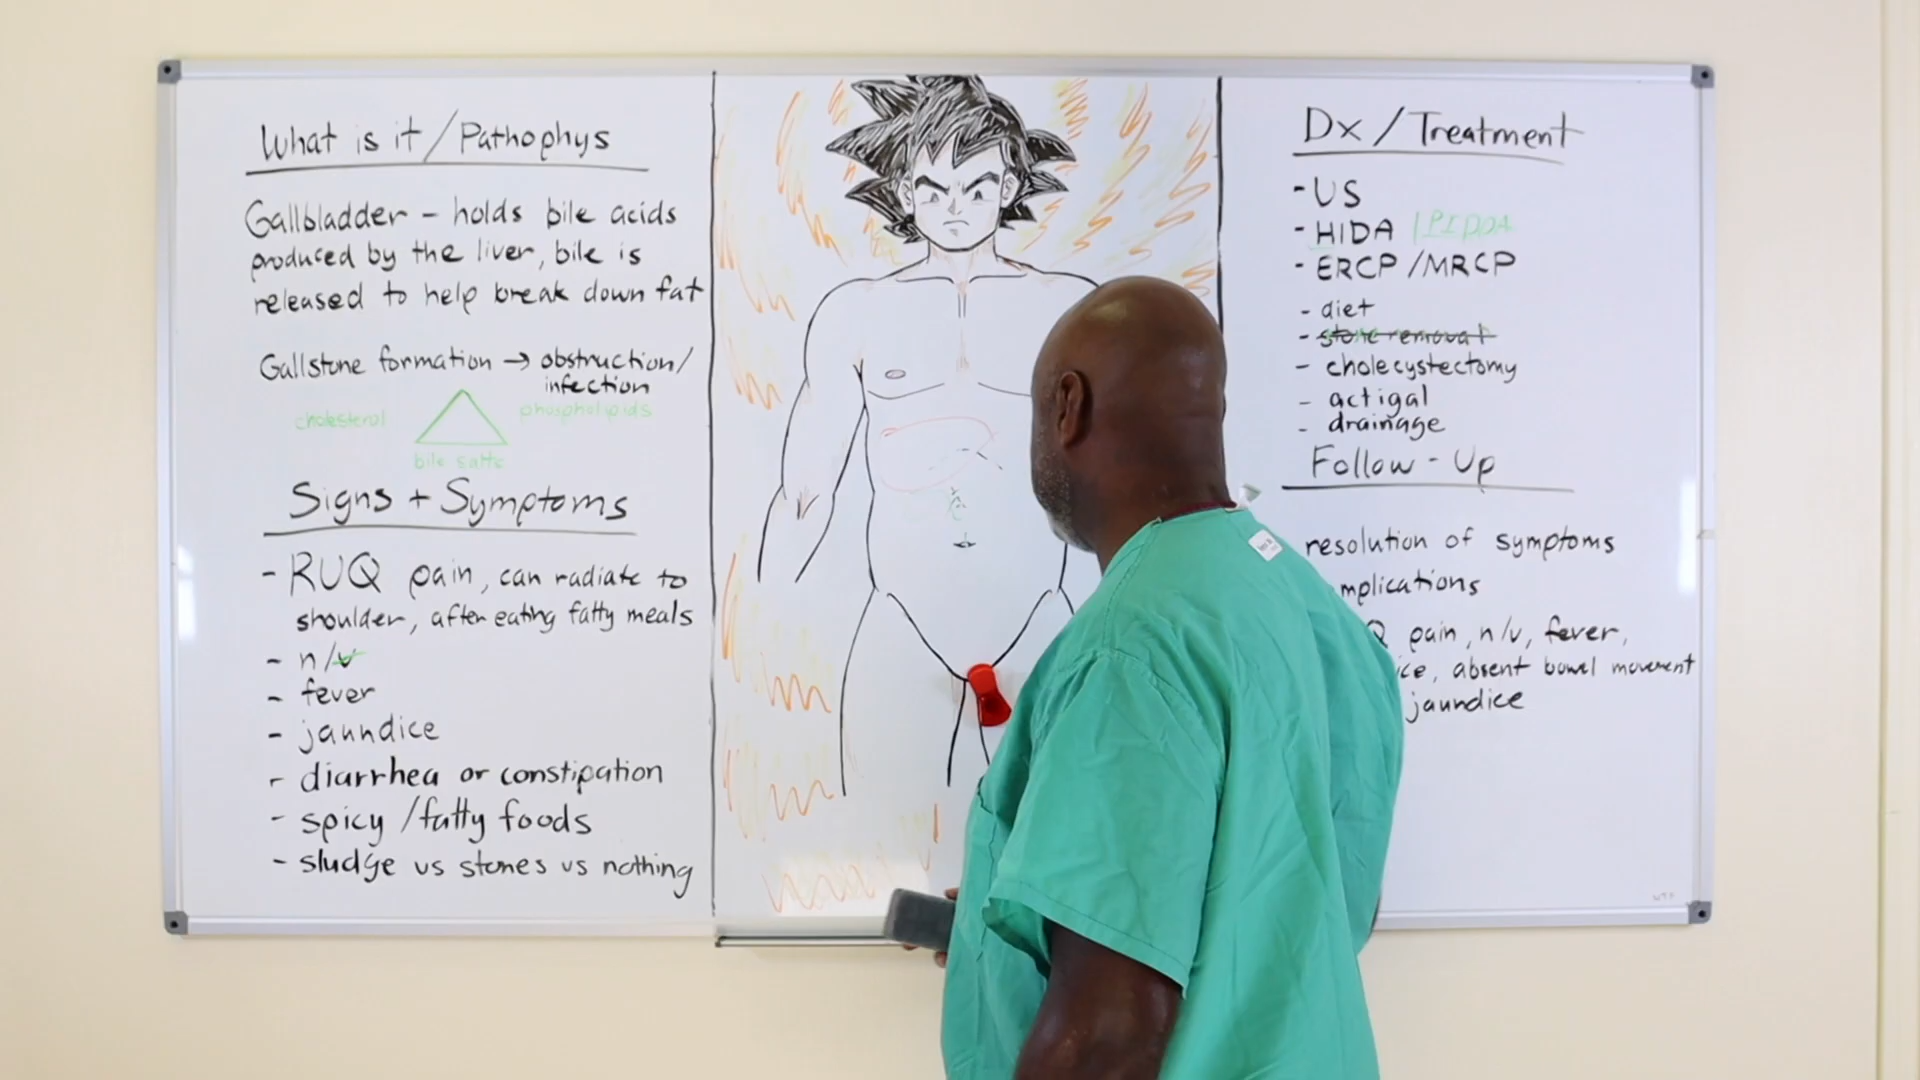 What is it / Pathophys
Gallbladder - holds bile acids
produced by the liver, bile is
released to help break down fat
Gallstone formation → obstruction/
infection
cholesterol
phospholipids
bile salts
Signs + Symptoms
- RUQ pain, can radiate to
shoulder, after eating fatty meals
- n/v
- fever
- jaundice
- diarrhea or constipation
- spicy / fatty foods
- sludge vs stones vs nothing
Dx / Treatment
- US
- HIDA
- ERCP / MRCP
- diet
- stone removal
- cholecystectomy
- actigal
- drainage
Follow - Up
resolution of symptoms
mplications
pain, n/v, fever,
ice, absent bowel movement
jaundice